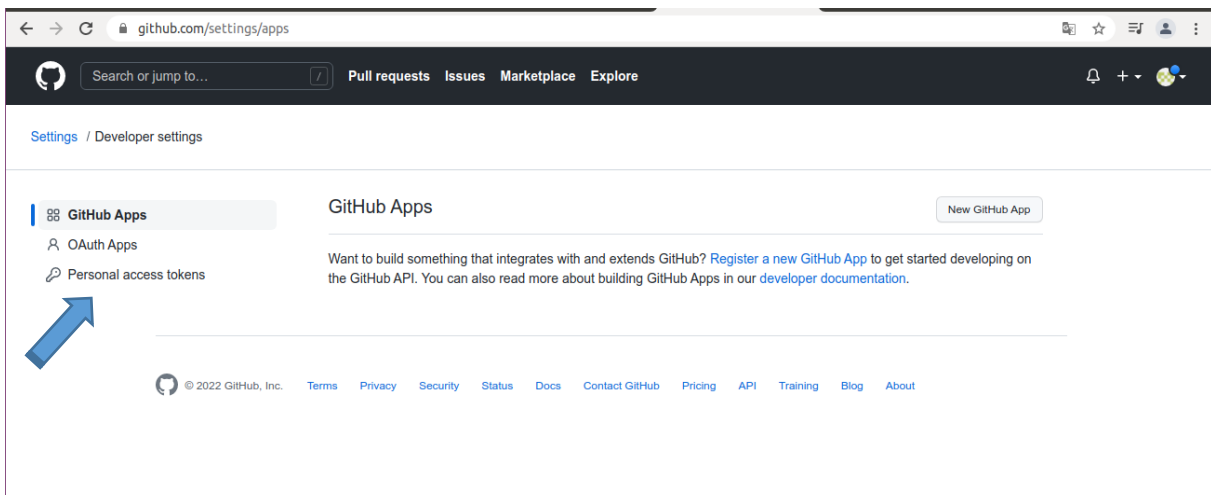 github.com/settings/apps
Search or jump to... / Pull requests Issues Marketplace Explore
Settings / Developer settings
GitHub Apps
OAuth Apps
Personal access tokens
GitHub Apps
New GitHub App
Want to build something that integrates with and extends GitHub? Register a new GitHub App to get started developing on
the GitHub API. You can also read more about building GitHub Apps in our developer documentation.
© 2022 GitHub, Inc. Terms Privacy Security Status Docs Contact GitHub Pricing API Training Blog About